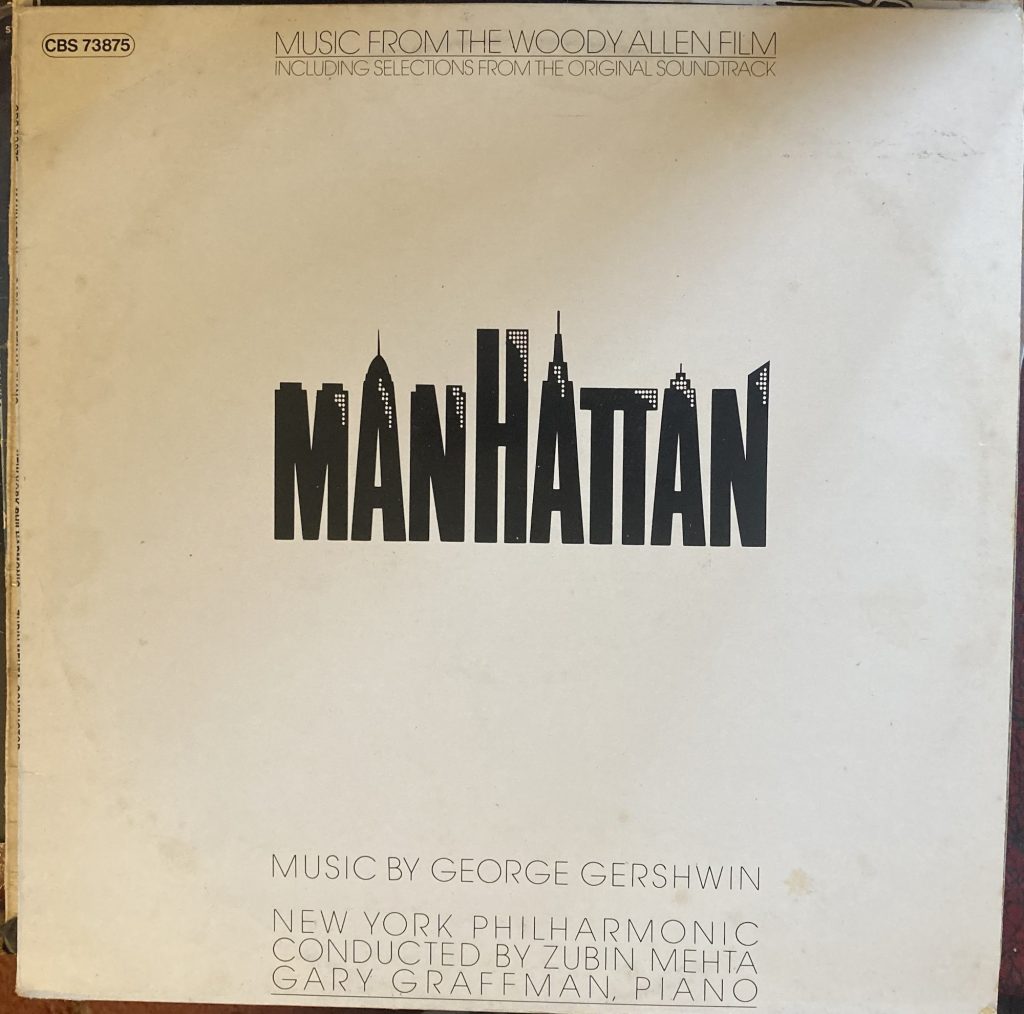 CBS 73875
MUSIC FROM THE WOODY ALLEN FILM
INCLUDING SELECTIONS FROM THE ORIGINAL SOUNDTRACK
MANHATTAN
MUSIC BY GEORGE GERSHWIN
NEW YORK PHILHARMONIC
CONDUCTED BY ZUBIN MEHTA
GARY GRAFFMAN, PIANO